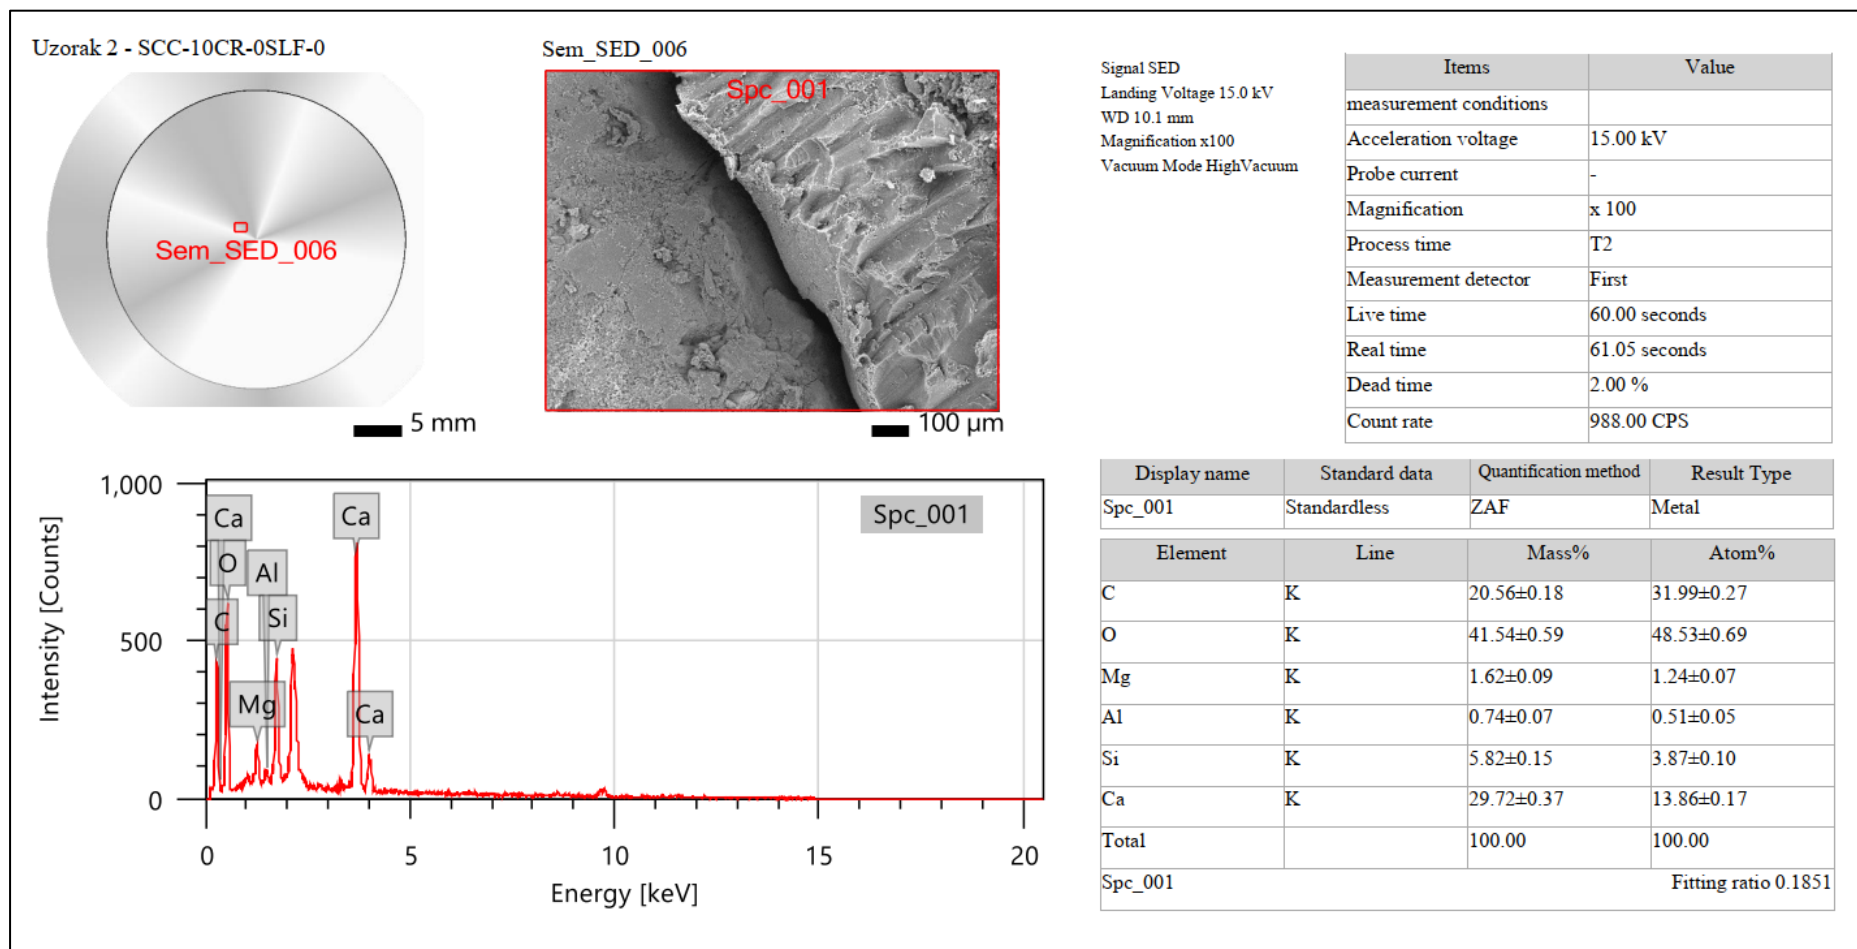 Uzorak 2 - SCC-10CR-0SLF-0
Sem_SED_006
5 mm
Sem_SED_006
Spc_001
100 µm
Signal SED
Landing Voltage 15.0 kV
WD 10.1 mm
Magnification x100
Vacuum Mode HighVacuum
Items Value
measurement conditions
Acceleration voltage 15.00 kV
Probe current -
Magnification x 100
Process time T2
Measurement detector First
Live time 60.00 seconds
Real time 61.05 seconds
Dead time 2.00 %
Count rate 988.00 CPS
Intensity [Counts]
1,000
500
0
Ca
O
C
Al
Si
Mg
Ca
Ca
Spc_001
0 5 10 15 20
Energy [keV]
Display name Standard data Quantification method Result Type
Spc_001 Standardless ZAF Metal
Element Line Mass% Atom%
C K 20.56±0.18 31.99±0.27
O K 41.54±0.59 48.53±0.69
Mg K 1.62±0.09 1.24±0.07
Al K 0.74±0.07 0.51±0.05
Si K 5.82±0.15 3.87±0.10
Ca K 29.72±0.37 13.86±0.17
Total 100.00 100.00
Spc_001 Fitting ratio 0.1851